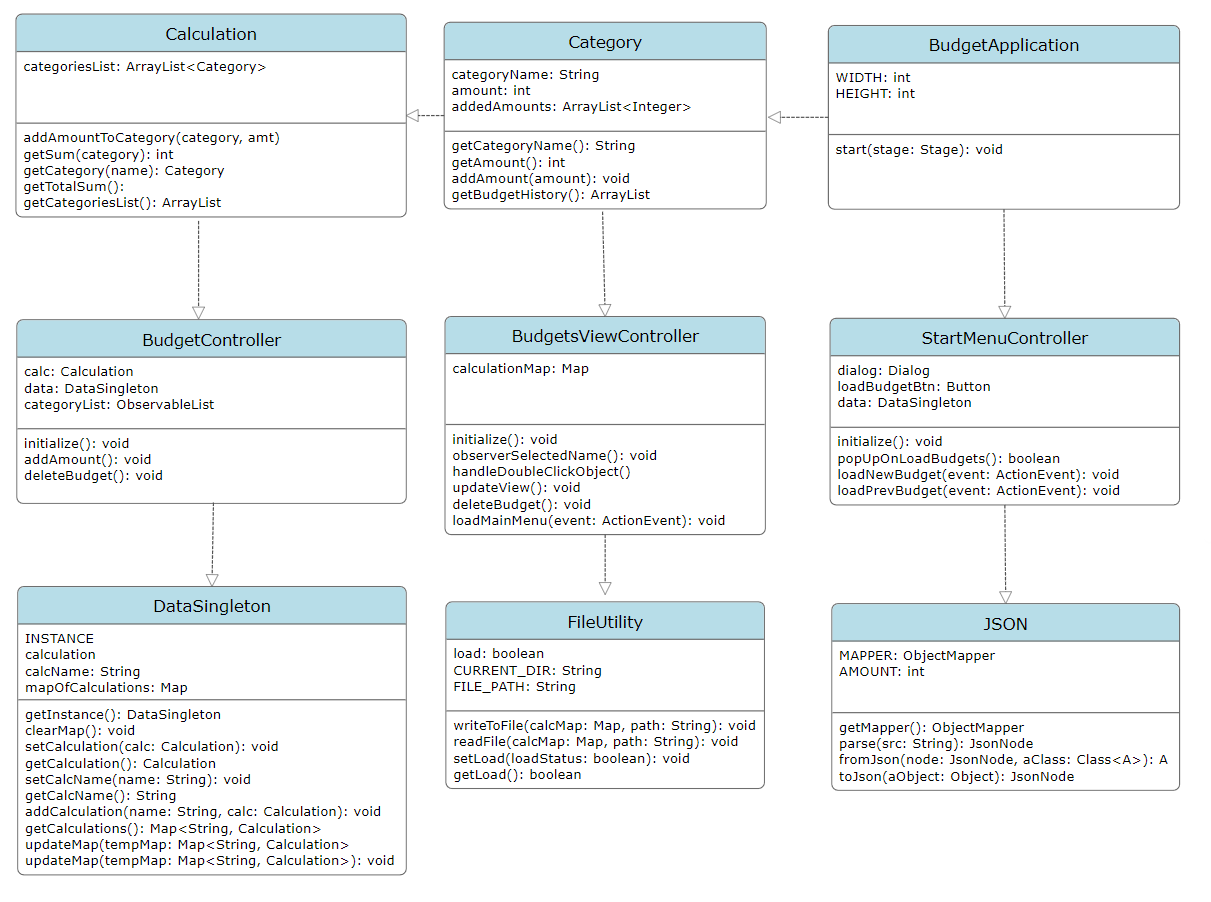 Calculation
categoriesList: ArrayList<Category>
addAmountToCategory(category, amt)
getSum(category): int
getCategory(name): Category
getTotalSum():
getCategoriesList(): ArrayList
Category
categoryName: String
amount: int
addedAmounts: ArrayList<Integer>
getCategoryName(): String
getAmount(): int
addAmount(amount): void
getBudgetHistory(): ArrayList
BudgetApplication
WIDTH: int
HEIGHT: int
start(stage: Stage): void
BudgetController
calc: Calculation
data: DataSingleton
categoryList: ObservableList
initialize(): void
addAmount(): void
deleteBudget(): void
BudgetsViewController
calculationMap: Map
initialize(): void
observerSelectedName(): void
handleDoubleClickObject()
updateView(): void
deleteBudget(): void
loadMainMenu(event: ActionEvent): void
StartMenuController
dialog: Dialog
loadBudgetBtn: Button
data: DataSingleton
initialize(): void
popUpOnLoadBudgets(): boolean
loadNewBudget(event: ActionEvent): void
loadPrevBudget(event: ActionEvent): void
DataSingleton
INSTANCE
calculation
calcName: String
mapOfCalculations: Map
getInstance(): DataSingleton
clearMap(): void
setCalculation(calc: Calculation): void
getCalculation(): Calculation
setCalcName(name: String): void
getCalcName(): String
addCalculation(name: String, calc: Calculation): void
getCalculations(): Map<String, Calculation>
updateMap(tempMap: Map<String, Calculation>
updateMap(tempMap: Map<String, Calculation>): void
FileUtility
load: boolean
CURRENT_DIR: String
FILE_PATH: String
writeToFile(calcMap: Map, path: String): void
readFile(calcMap: Map, path: String): void
setLoad(loadStatus: boolean): void
getLoad(): boolean
JSON
MAPPER: ObjectMapper
AMOUNT: int
getMapper(): ObjectMapper
parse(src: String): JsonNode
fromJson(node: JsonNode, aClass: Class<A>): A
toJson(aObject: Object): JsonNode